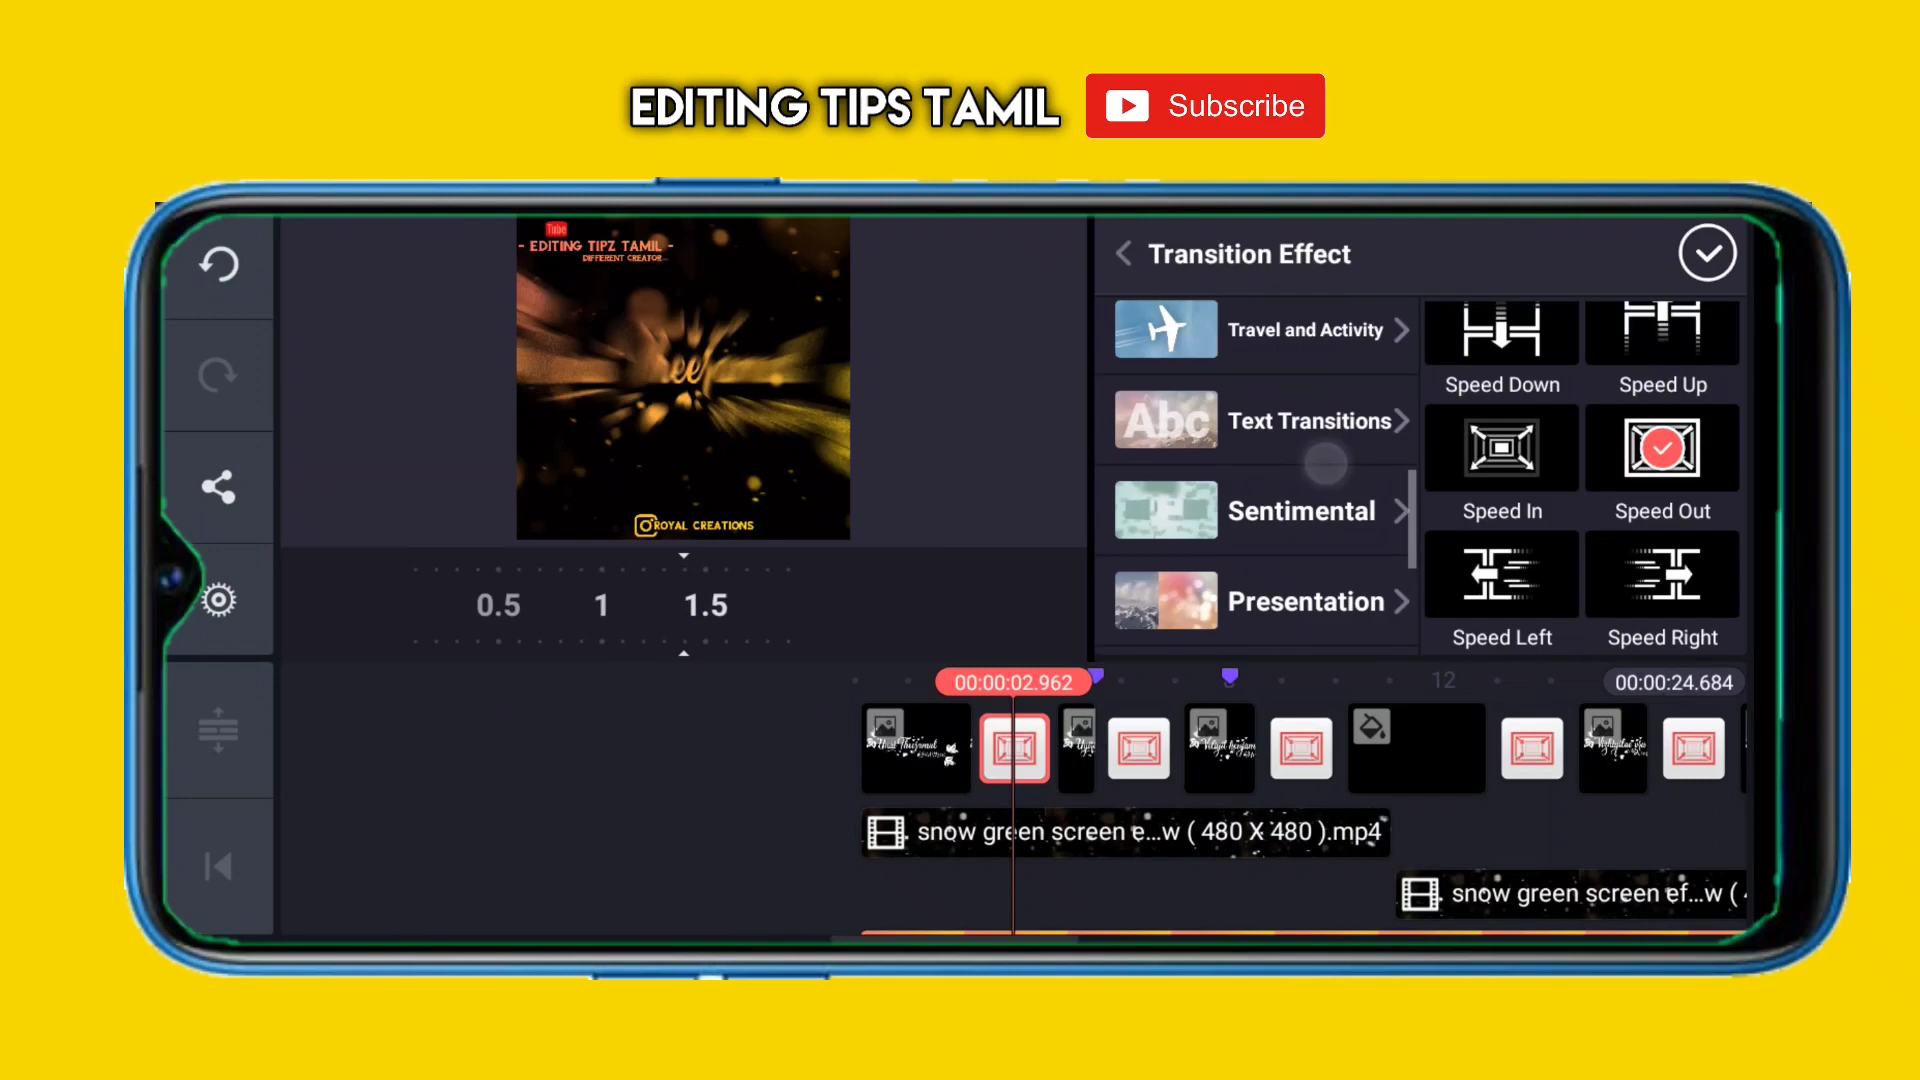 EDITING TIPS TAMIL
Subscribe
Tube
- EDITING TIPZ TAMIL -
DIFFERENT CREATOR
ROYAL CREATIONS
0.5 1 1.5
Transition Effect
Travel and Activity
Abc Text Transitions
Sentimental
Presentation
Speed Down Speed Up
Speed In Speed Out
Speed Left Speed Right
00:00:02.962 12 00:00:24.684
snow green screen e...w ( 480 X 480 ).mp4
snow green screen ef...w (